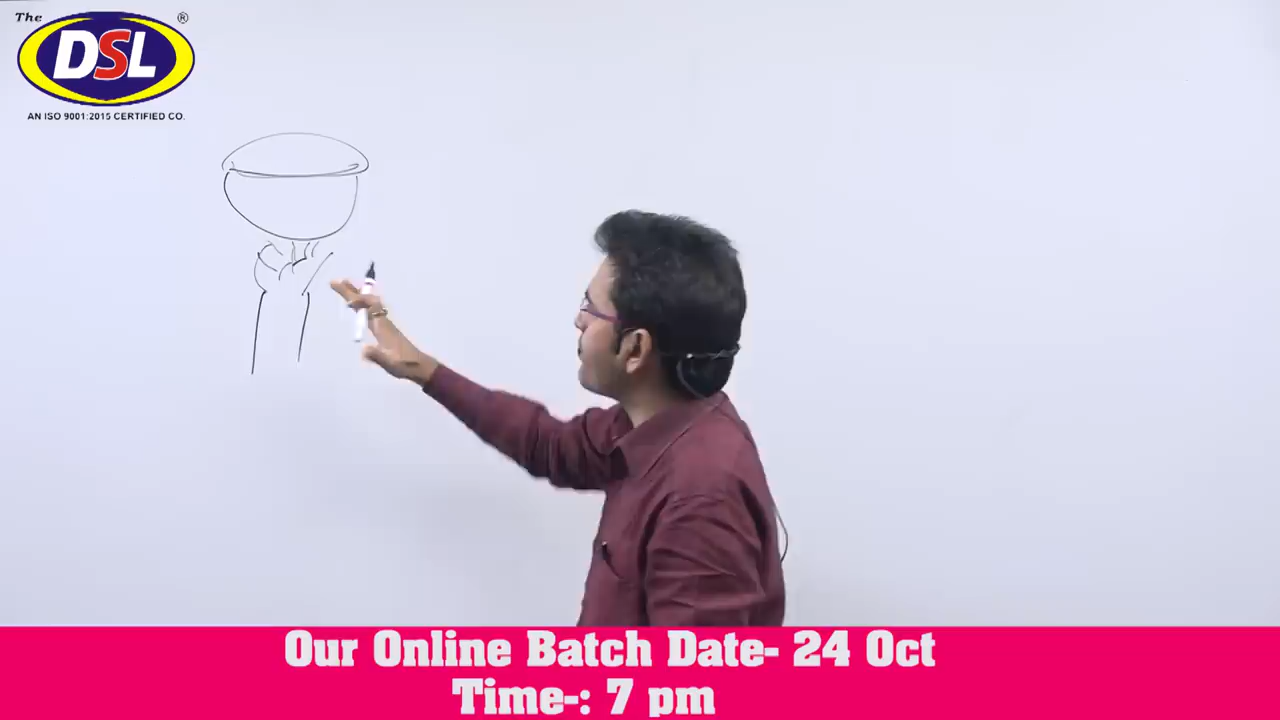 The
®
DSL
AN ISO 9001:2015 CERTIFIED CO.
Our Online Batch Date- 24 Oct
Time-: 7 pm